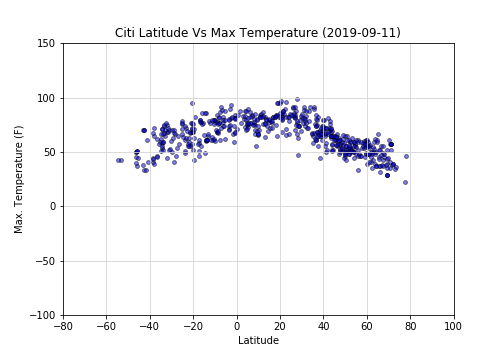 Citi Latitude Vs Max Temperature (2019-09-11)
Max. Temperature (F)
150
100
50
0
−50
−100
−80 −60 −40 −20 0 20 40 60 80 100
Latitude